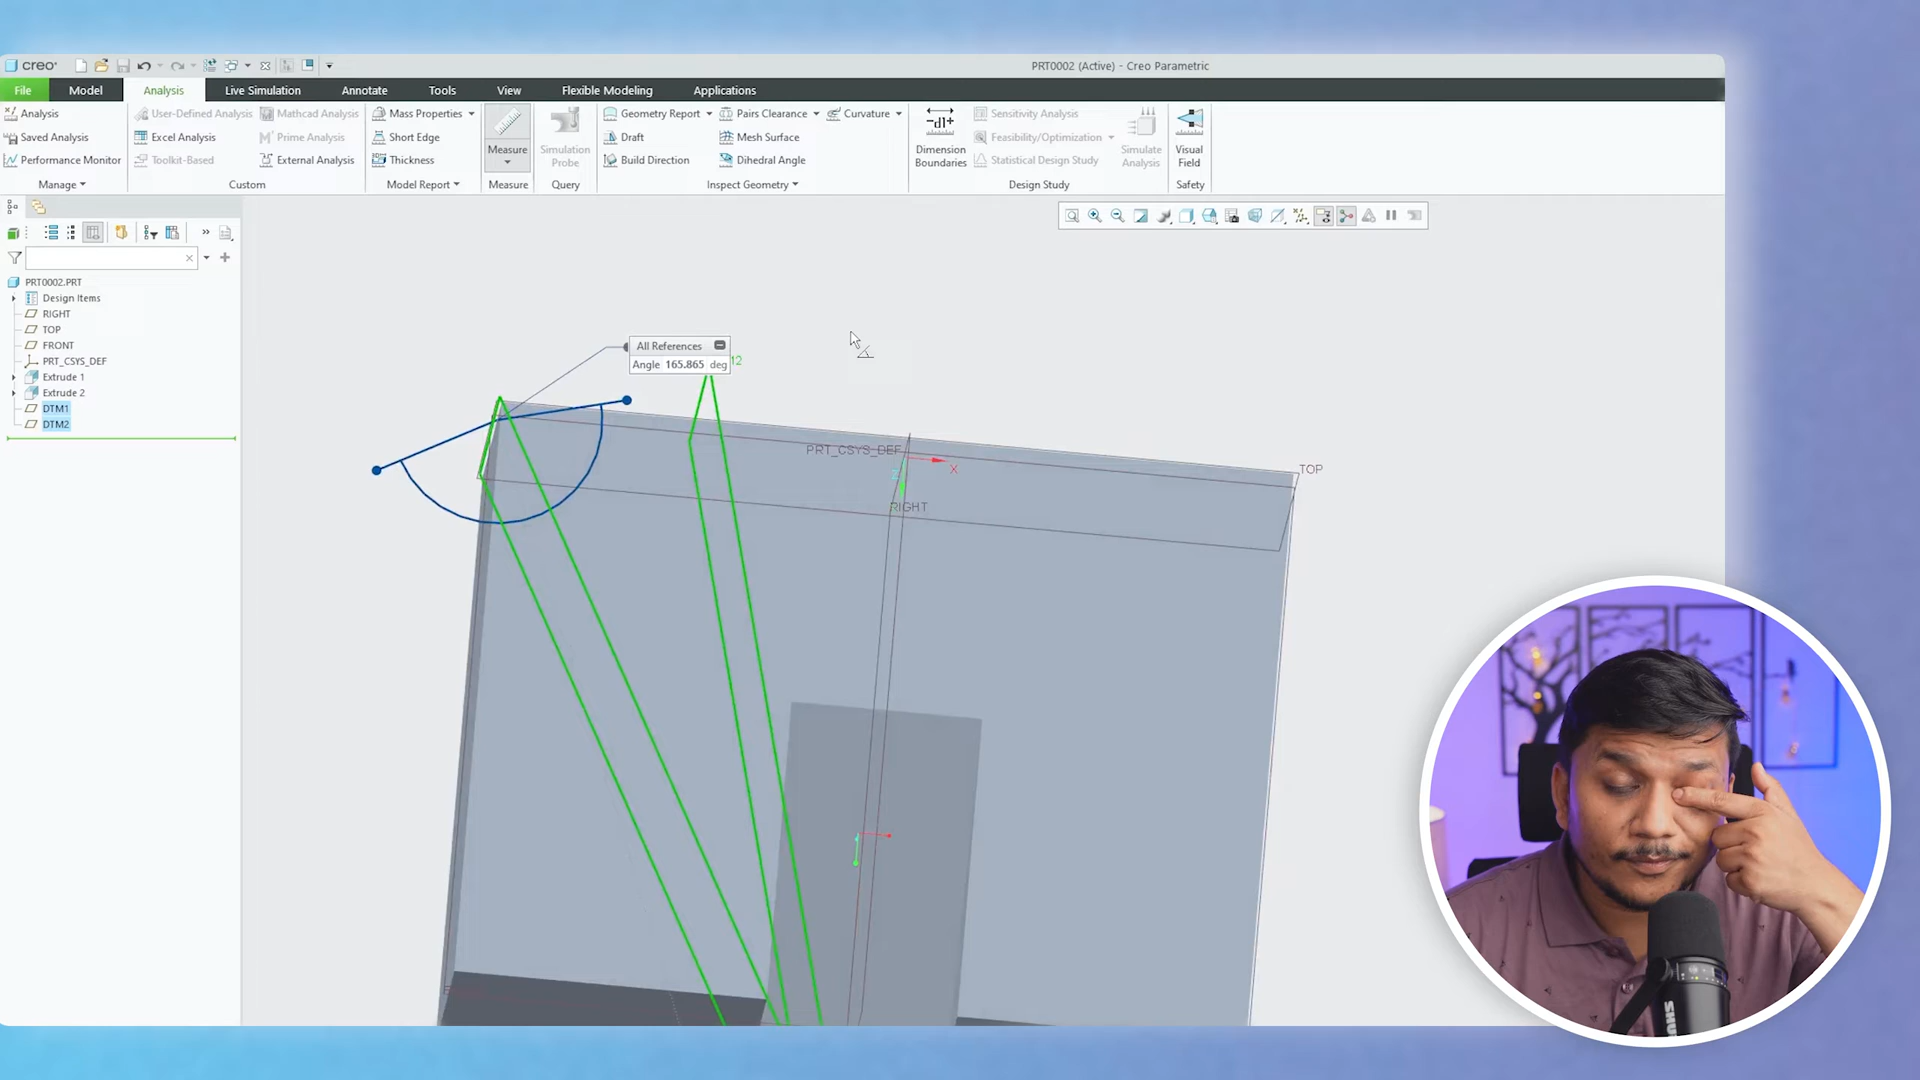 creo
PRT0002 (Active) - Creo Parametric
File Model Analysis Live Simulation Annotate Tools View Flexible Modeling Applications
Analysis User-Defined Analysis Mathcad Analysis Mass Properties Geometry Report Pairs Clearance Curvature Sensitivity Analysis
Saved Analysis Excel Analysis Prime Analysis Short Edge Draft Mesh Surface Feasibility/Optimization
Measure Simulation Probe Dimension Boundaries Simulate Analysis Visual Field
Performance Monitor Toolkit-Based External Analysis Thickness Build Direction Dihedral Angle Statistical Design Study
Manage Custom Model Report Measure Query Inspect Geometry Design Study Safety
PRT0002.PRT
Design Items
RIGHT
TOP
FRONT
PRT_CSYS_DEF
Extrude 1
Extrude 2
DTM1
DTM2
All References
Angle 165.865 deg
PRT_CSYS_DEF
X
Z
RIGHT
TOP
SHU